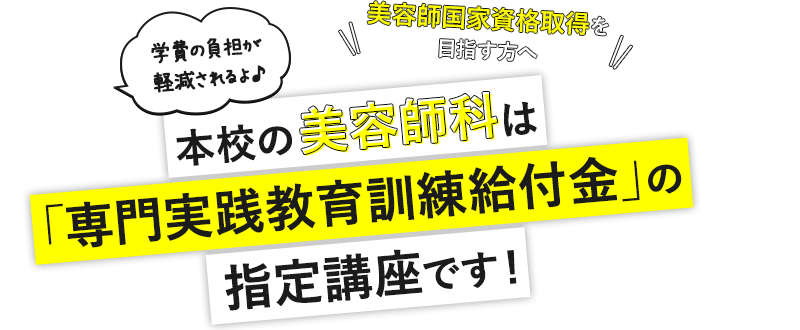 美容師国家資格取得を
目指す方へ
学費の負担が
軽減されるよ♪
本校の美容師科は
「専門実践教育訓練給付金」の
指定講座です!